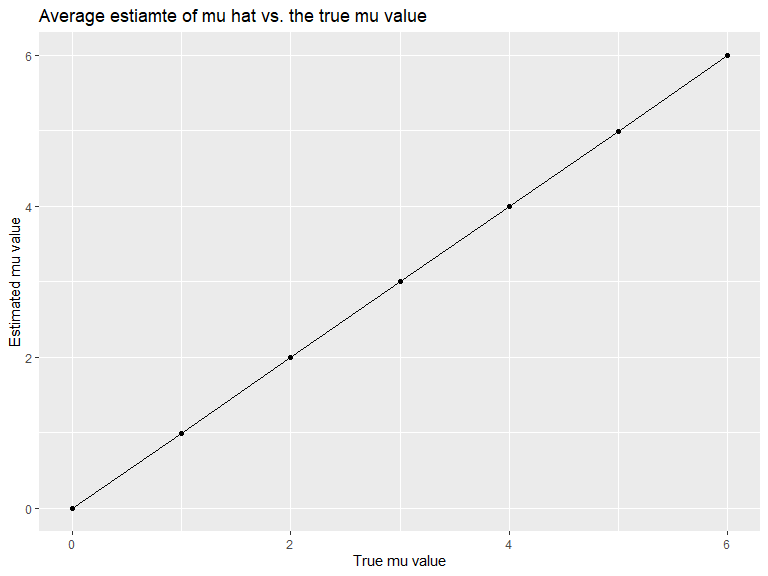 Average estiamte of mu hat vs. the true mu value
Estimated mu value
6
4
2
0
0
2
4
6
True mu value